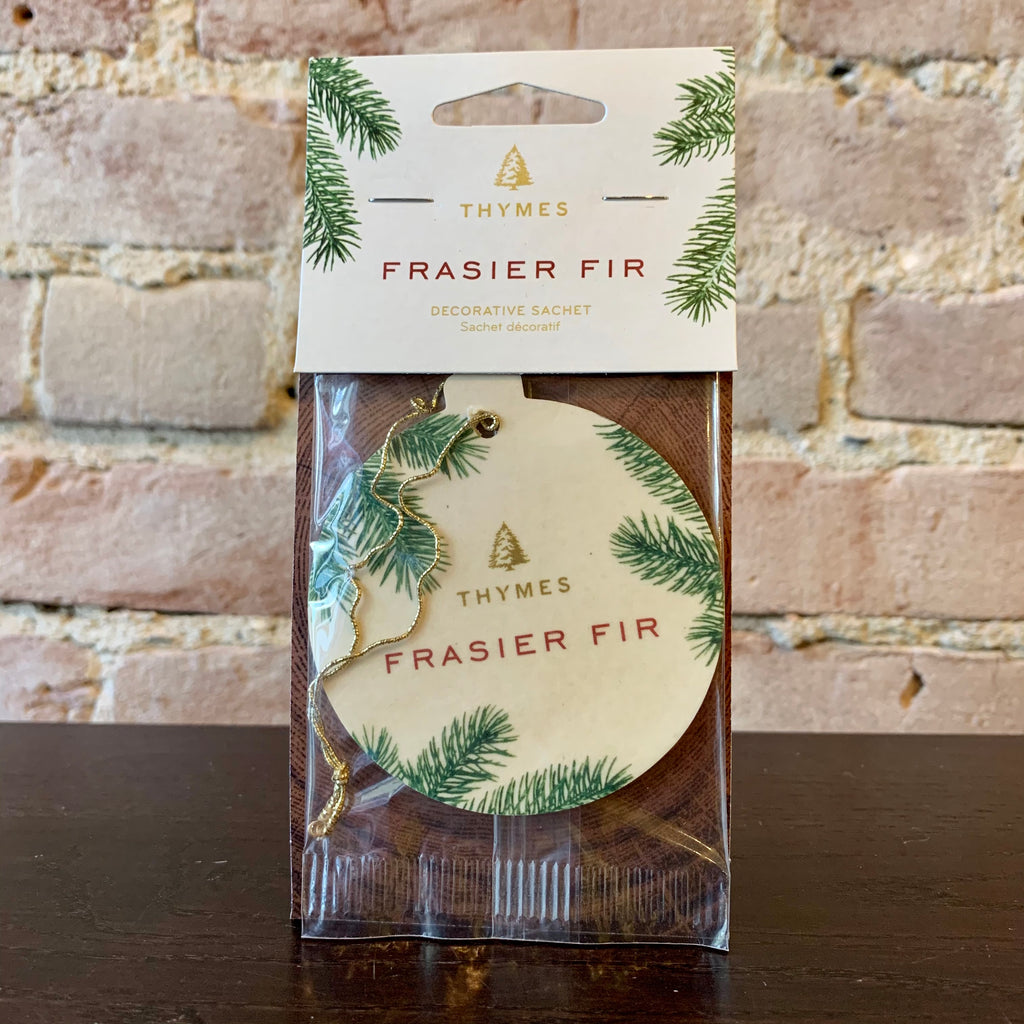 THYMES
FRASIER FIR
DECORATIVE SACHET
Sachet décoratif
THYMES
FRASIER FIR